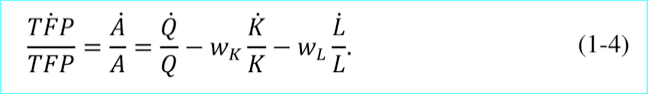 TḞP/TFP = Ȧ/A = Q̇/Q − w_K K̇/K − w_L L̇/L. (1-4)